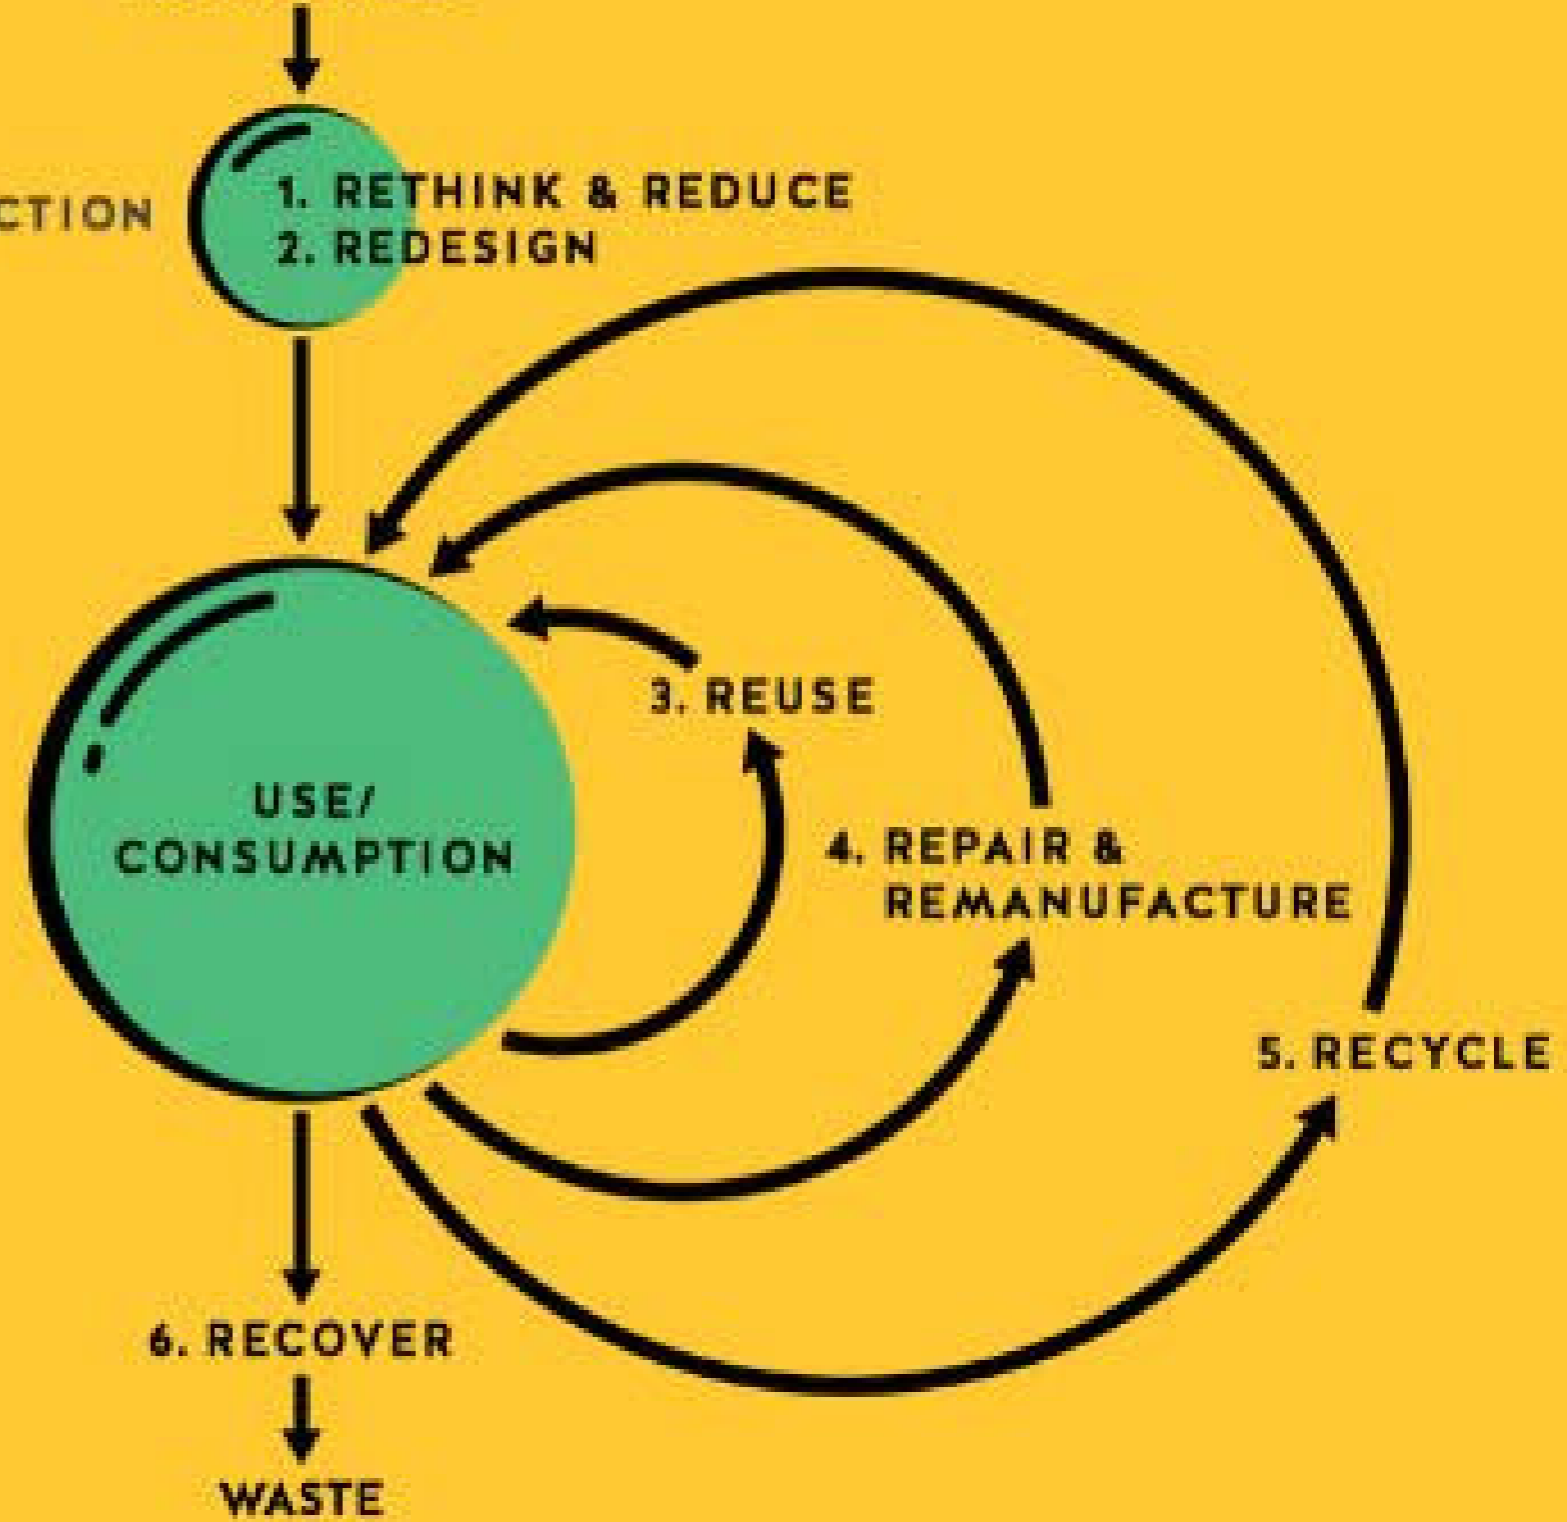 CTION
1. RETHINK & REDUCE
2. REDESIGN
3. REUSE
USE/
CONSUMPTION
4. REPAIR &
REMANUFACTURE
5. RECYCLE
6. RECOVER
WASTE